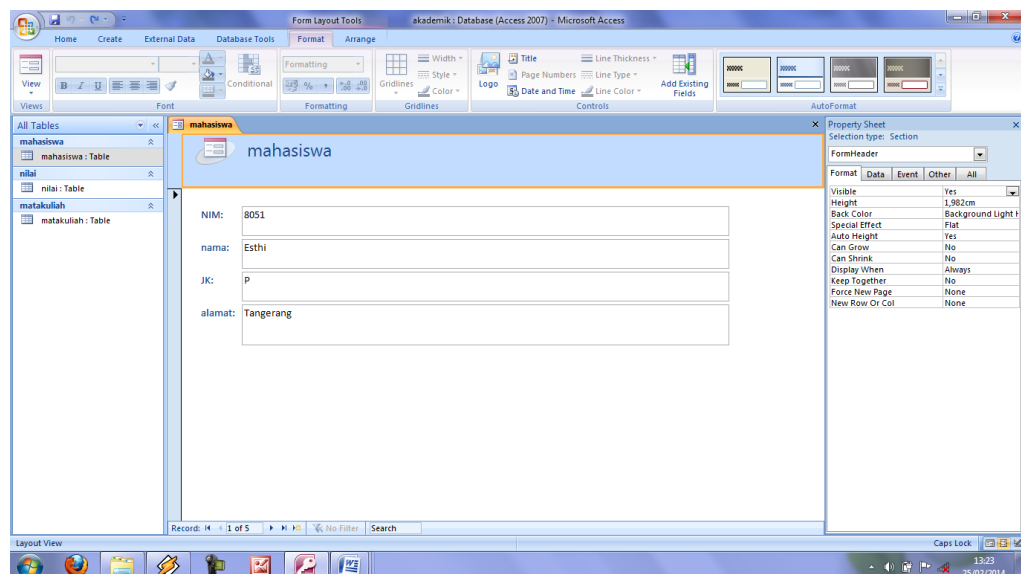 Form Layout Tools
akademik : Database (Access 2007) - Microsoft Access
Home Create External Data Database Tools Format Arrange
View
Views
B I U
Font
Conditional
Formatting
Formatting
Gridlines
Width
Style
Color
Gridlines
Logo
Title
Page Numbers
Date and Time
Line Thickness
Line Type
Line Color
Add Existing Fields
Controls
AutoFormat
All Tables
mahasiswa
mahasiswa : Table
nilai
nilai : Table
matakuliah
matakuliah : Table
mahasiswa
mahasiswa
NIM: 8051
nama: Esthi
JK: P
alamat: Tangerang
Record: 1 of 5 No Filter Search
Property Sheet
Selection type: Section
FormHeader
Format Data Event Other All
Visible Yes
Height 1,982cm
Back Color Background Light H
Special Effect Flat
Auto Height Yes
Can Grow No
Can Shrink No
Display When Always
Keep Together No
Force New Page None
New Row Or Col None
Layout View
Caps Lock
13:23
25/02/2014